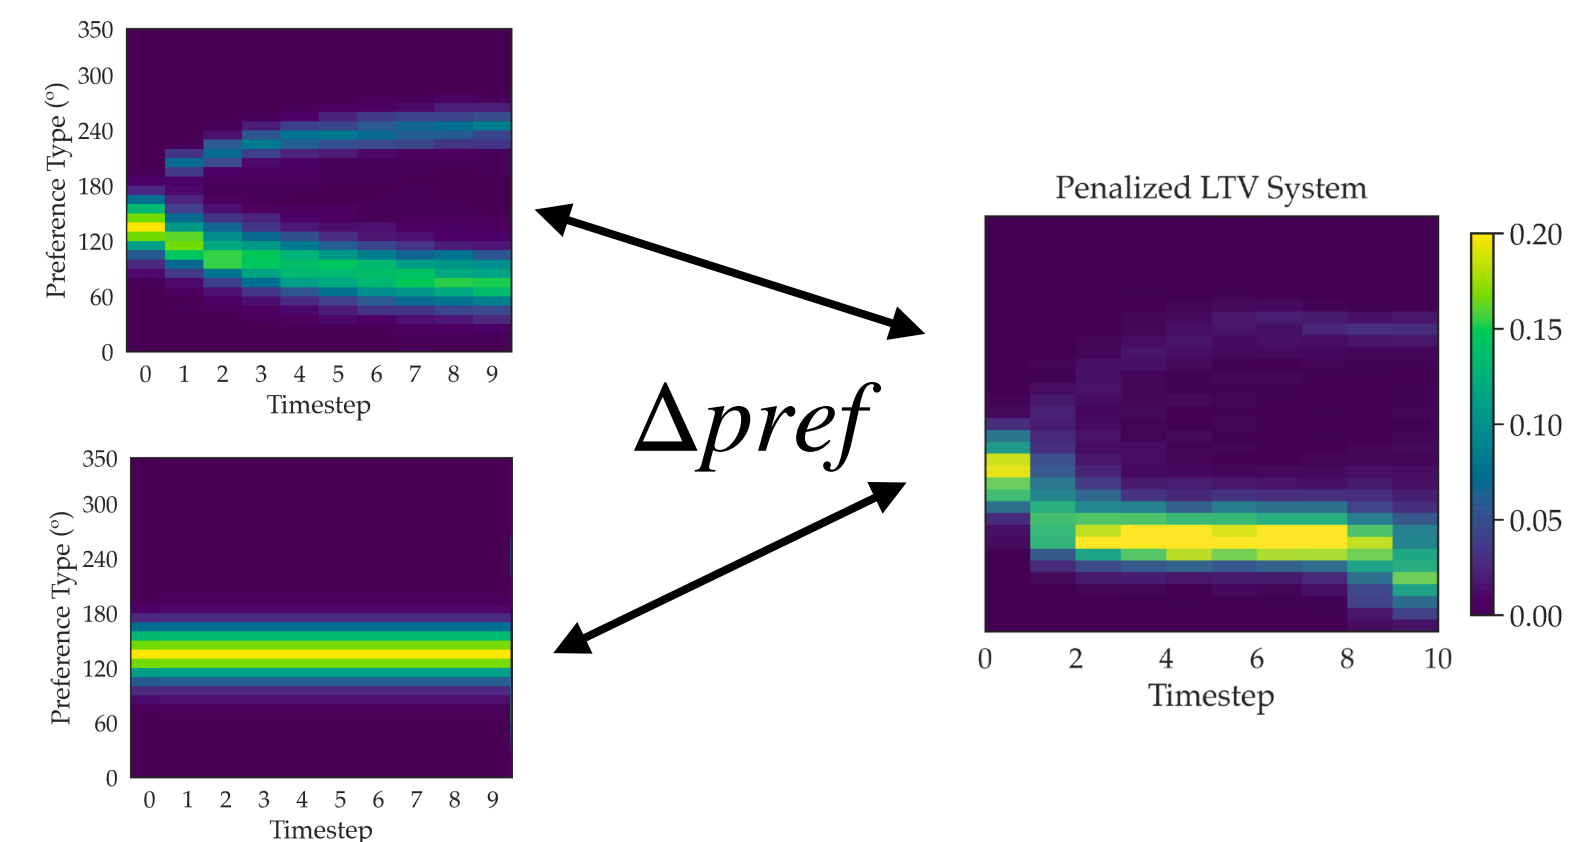 350
300
240
180
120
60
0
Preference Type (º)
0 1 2 3 4 5 6 7 8 9
Timestep
350
300
240
180
120
60
0
Preference Type (º)
0 1 2 3 4 5 6 7 8 9
Timestep
Δpref
Penalized LTV System
0 2 4 6 8 10
Timestep
0.20
0.15
0.10
0.05
0.00